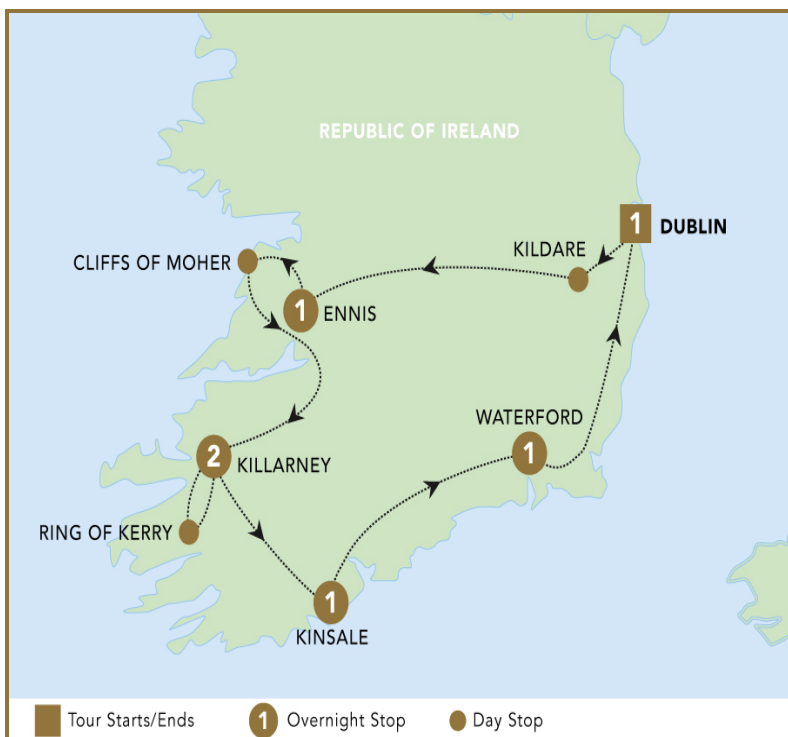 REPUBLIC OF IRELAND
1
DUBLIN
KILDARE
CLIFFS OF MOHER
1
ENNIS
WATERFORD
1
2
KILLARNEY
RING OF KERRY
1
KINSALE
Tour Starts/Ends
1
Overnight Stop
Day Stop